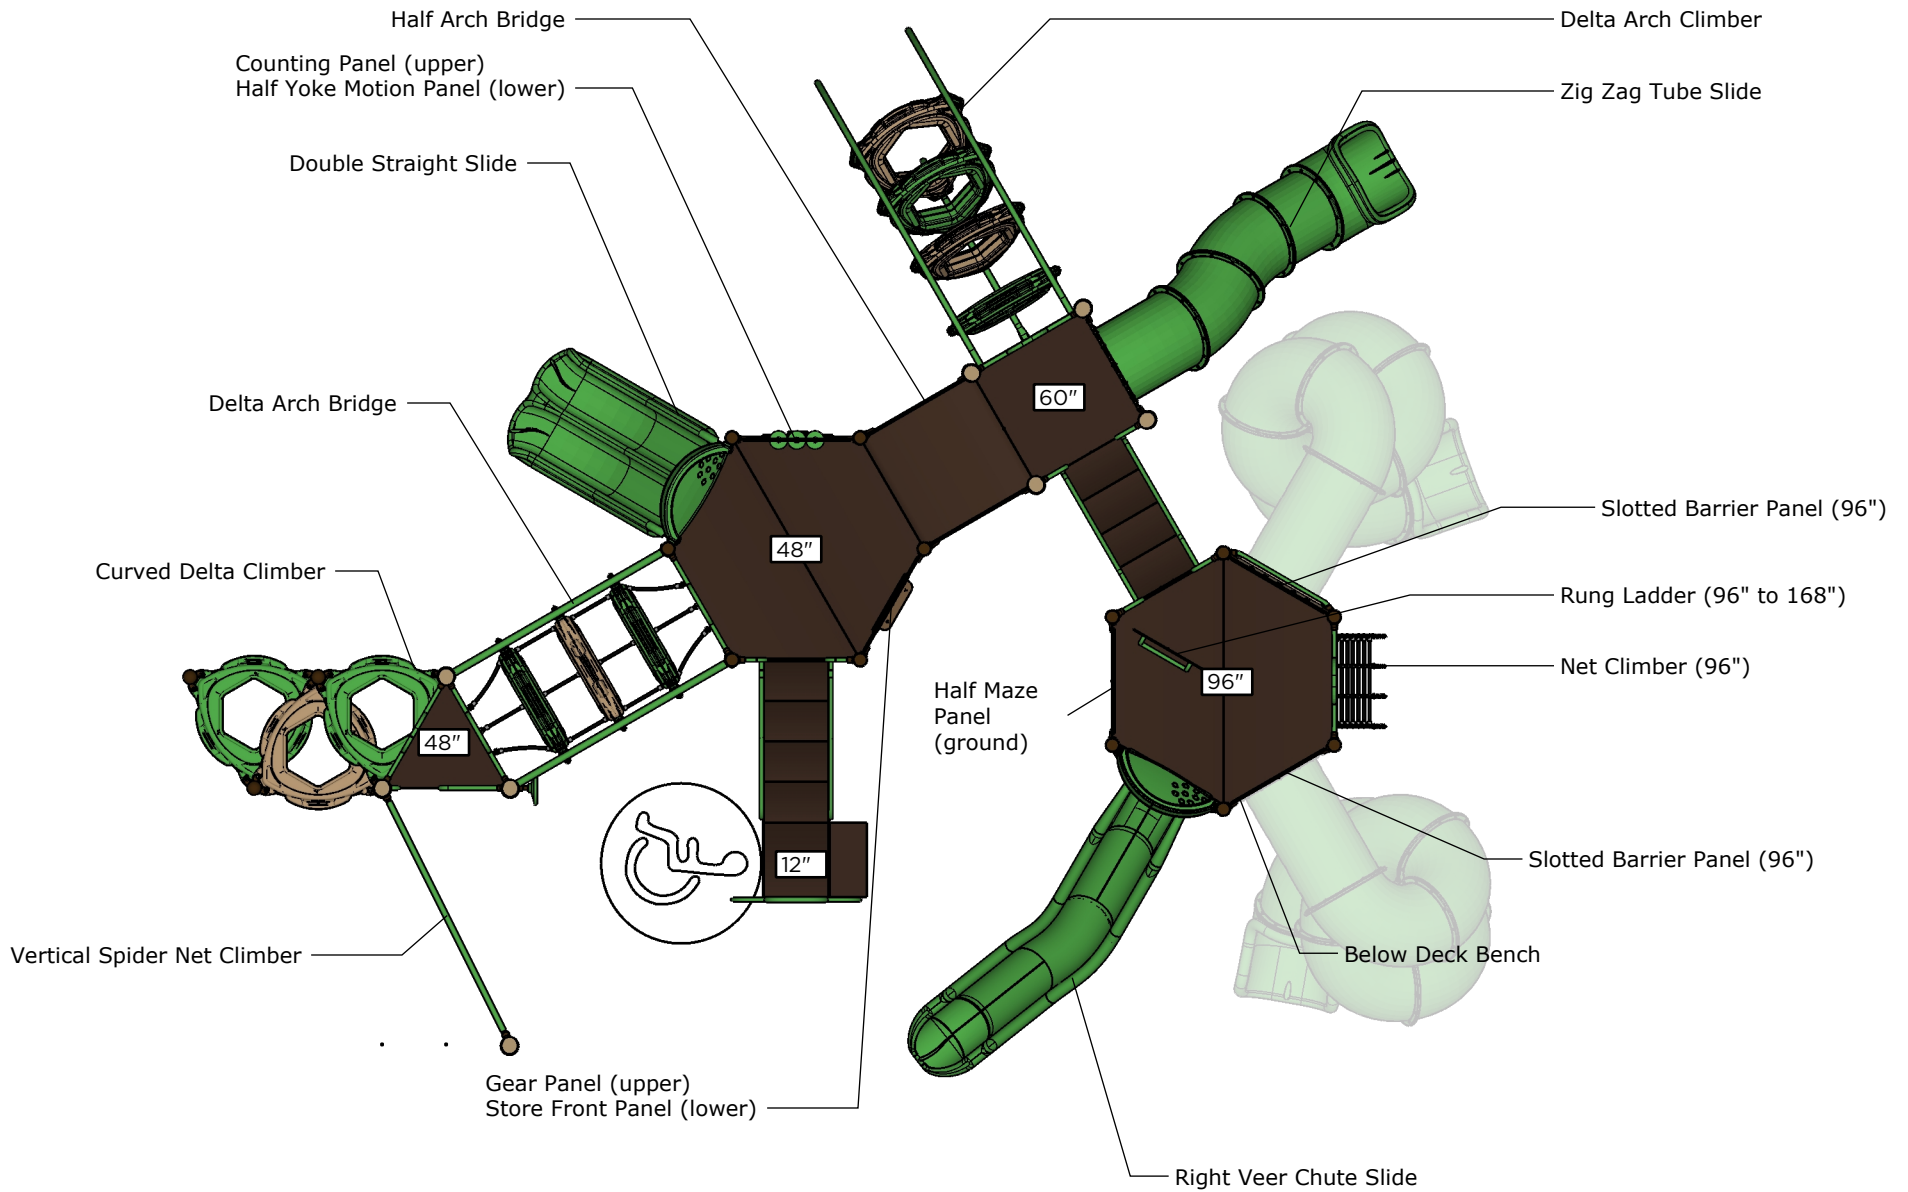 Half Arch Bridge
Delta Arch Climber
Counting Panel (upper)
Half Yoke Motion Panel (lower)
Zig Zag Tube Slide
Double Straight Slide
Delta Arch Bridge
60"
Slotted Barrier Panel (96")
48"
Curved Delta Climber
Rung Ladder (96" to 168")
Net Climber (96")
96"
Half Maze
Panel
(ground)
48"
12"
Slotted Barrier Panel (96")
Vertical Spider Net Climber
Below Deck Bench
Gear Panel (upper)
Store Front Panel (lower)
Right Veer Chute Slide